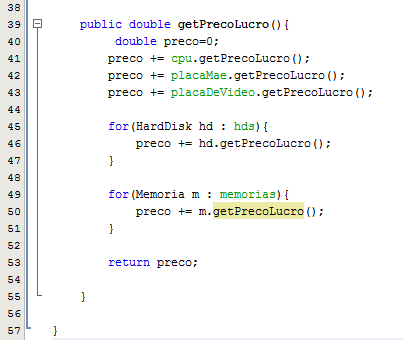 38
39 public double getPrecoLucro(){
40 double preco=0;
41 preco += cpu.getPrecoLucro();
42 preco += placaMae.getPrecoLucro();
43 preco += placaDeVideo.getPrecoLucro();
44
45 for(HardDisk hd : hds){
46 preco += hd.getPrecoLucro();
47 }
48
49 for(Memoria m : memorias){
50 preco += m.getPrecoLucro();
51 }
52
53 return preco;
54
55 }
56
57 }